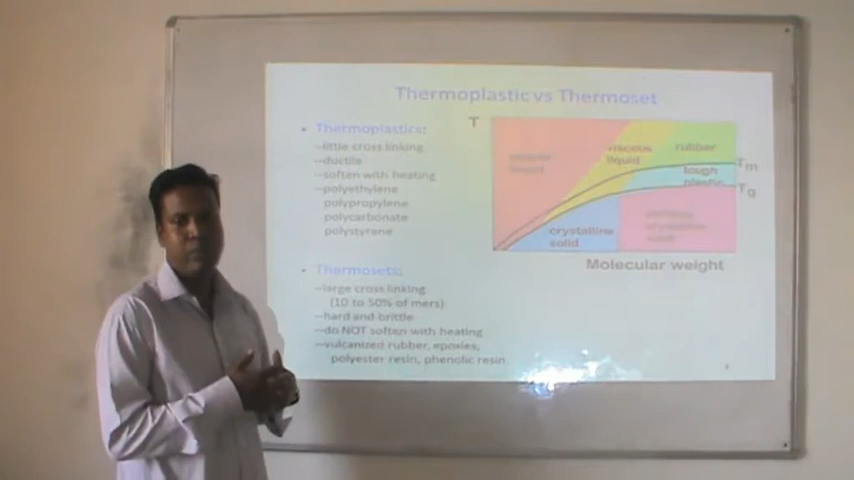 Thermoplastic vs Thermoset
• Thermoplastics:
–little cross linking
–ductile
–soften with heating
–polyethylene
polypropylene
polycarbonate
polystyrene
• Thermosets:
–large cross linking
(10 to 50% of mers)
–hard and brittle
–do NOT soften with heating
–vulcanized rubber, epoxies,
polyester resin, phenolic resin
T
viscous
liquid
rubber
tough
plastic
Tm
Tg
crystalline
solid
Molecular weight